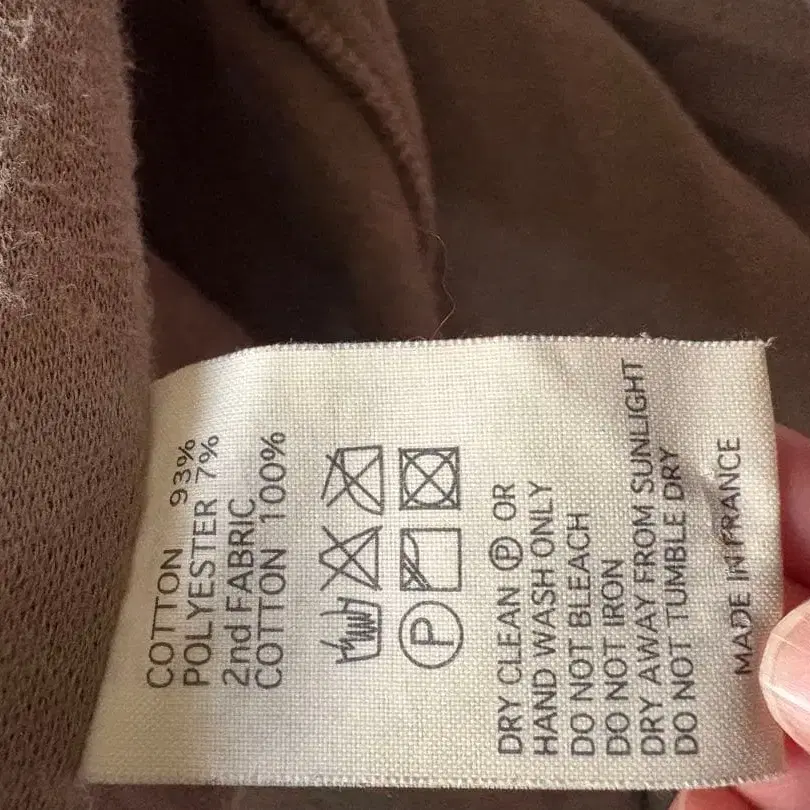 COTTON 93%
POLYESTER 7%
2nd FABRIC
COTTON 100%
P
DRY CLEAN Ⓟ OR
HAND WASH ONLY
DO NOT BLEACH
DO NOT IRON
DRY AWAY FROM SUNLIGHT
DO NOT TUMBLE DRY
MADE IN FRANCE